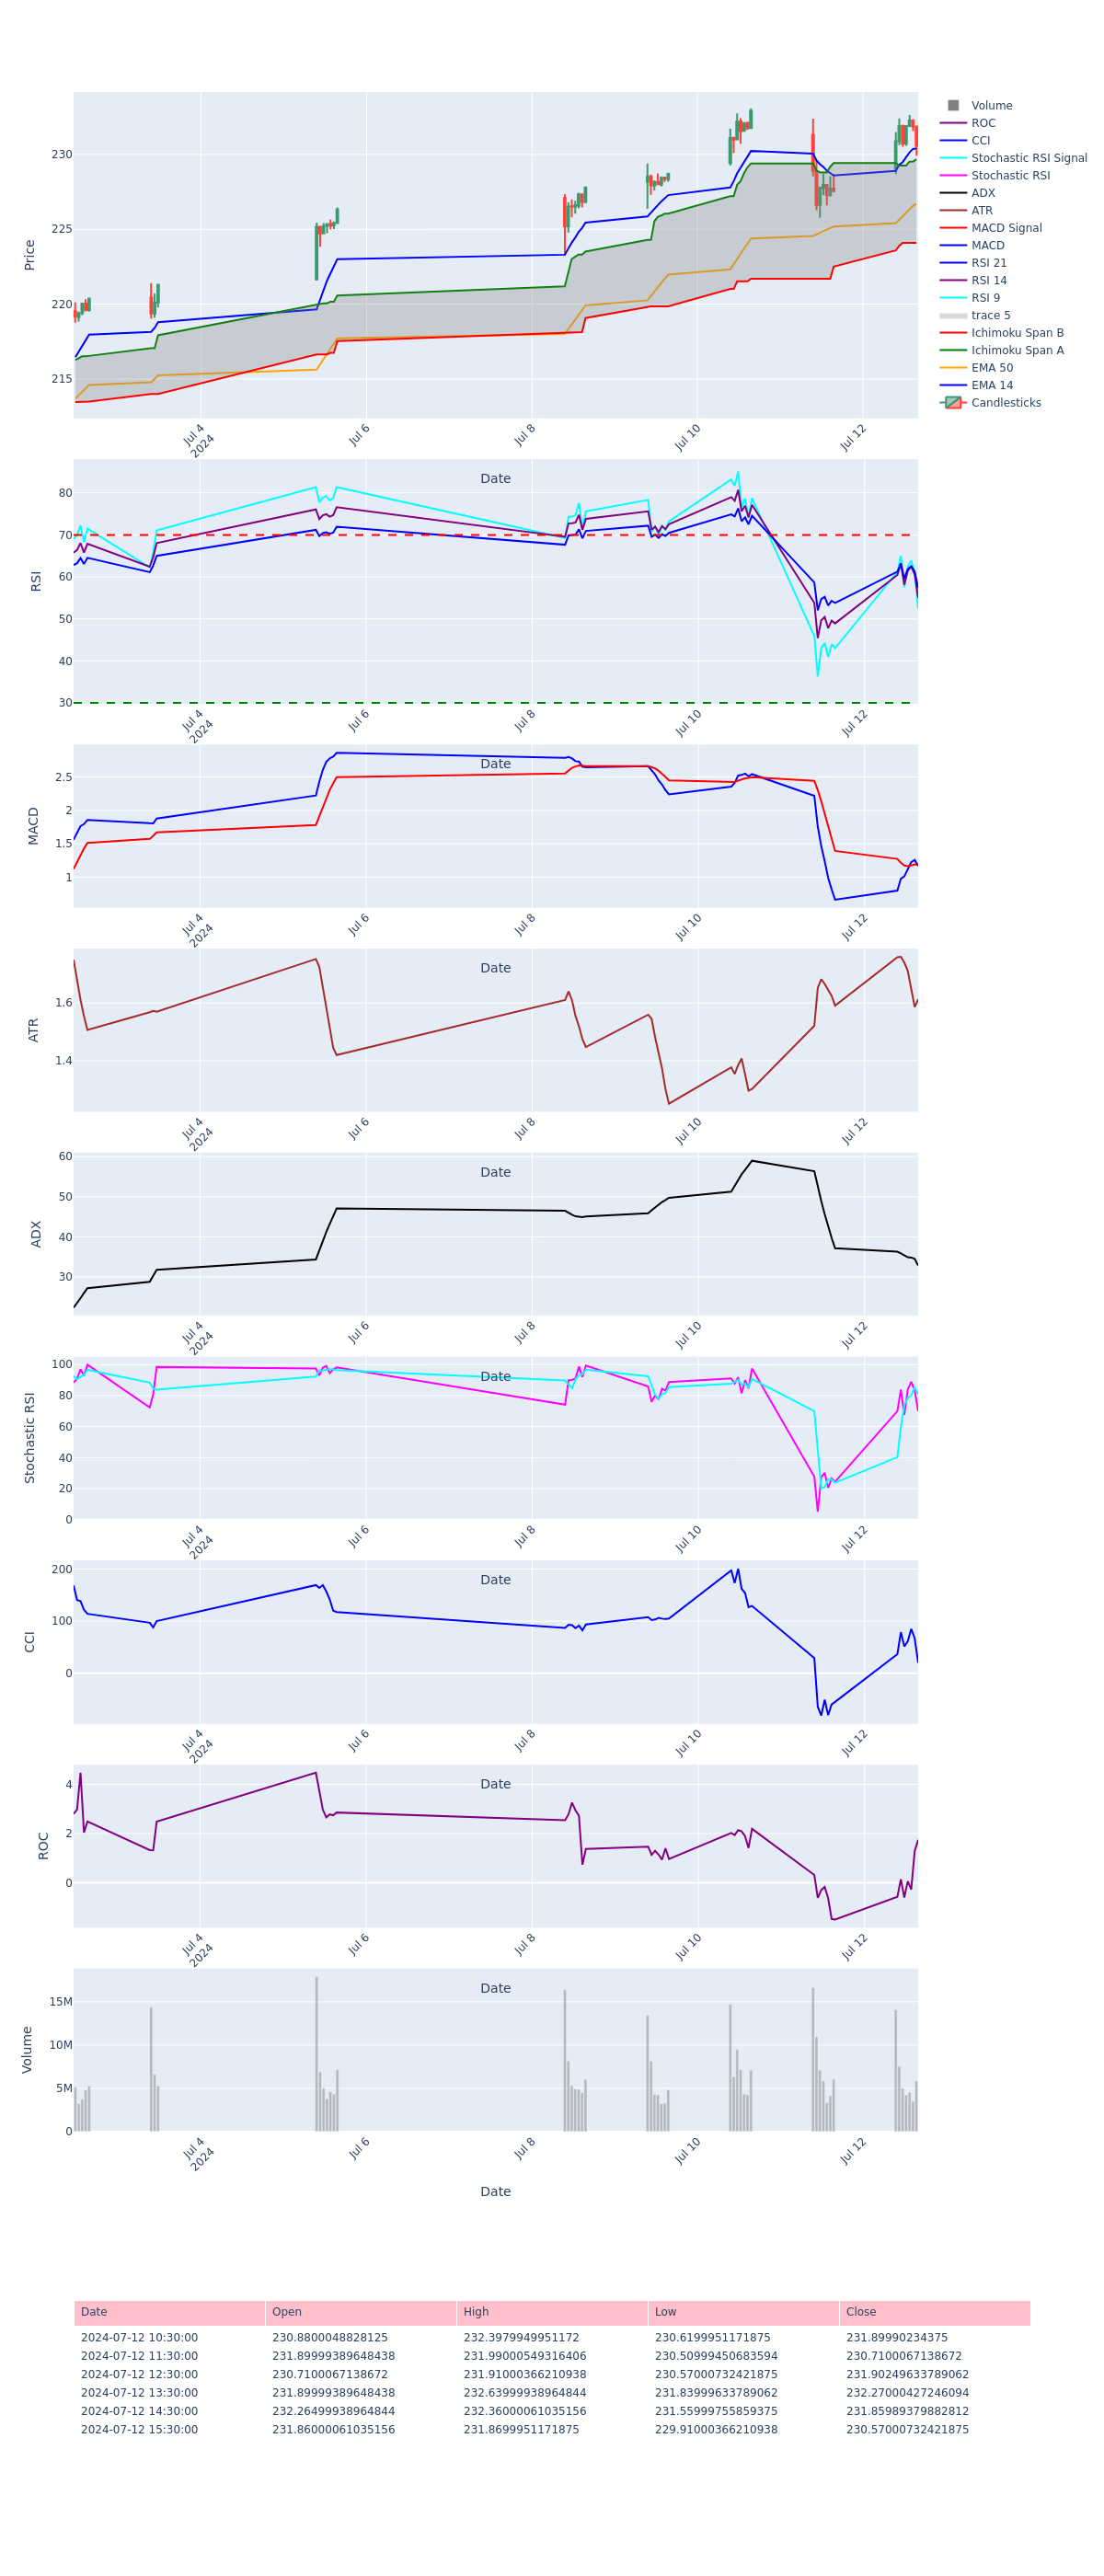 230
225
220
215
Price
Jul 4
2024
Jul 6
Jul 8
Jul 10
Jul 12
Date
Volume
ROC
CCI
Stochastic RSI Signal
Stochastic RSI
ADX
ATR
MACD Signal
MACD
RSI 21
RSI 14
RSI 9
trace 5
Ichimoku Span B
Ichimoku Span A
EMA 50
EMA 14
Candlesticks
80
70
60
50
40
30
RSI
Jul 4
2024
Jul 6
Jul 8
Jul 10
Jul 12
Date
2.5
2
1.5
1
MACD
Jul 4
2024
Jul 6
Jul 8
Jul 10
Jul 12
Date
1.6
1.4
ATR
Jul 4
2024
Jul 6
Jul 8
Jul 10
Jul 12
Date
60
50
40
30
ADX
Jul 4
2024
Jul 6
Jul 8
Jul 10
Jul 12
Date
100
80
60
40
20
0
Stochastic RSI
Jul 4
2024
Jul 6
Jul 8
Jul 10
Jul 12
Date
200
100
0
CCI
Jul 4
2024
Jul 6
Jul 8
Jul 10
Jul 12
Date
4
2
0
ROC
Jul 4
2024
Jul 6
Jul 8
Jul 10
Jul 12
Date
15M
10M
5M
0
Volume
Jul 4
2024
Jul 6
Jul 8
Jul 10
Jul 12
Date
Date Open High Low Close
2024-07-12 10:30:00 230.8800048828125 232.3979949951172 230.6199951171875 231.89990234375
2024-07-12 11:30:00 231.89999389648438 231.99000549316406 230.50999450683594 230.7100067138672
2024-07-12 12:30:00 230.7100067138672 231.91000366210938 230.57000732421875 231.90249633789062
2024-07-12 13:30:00 231.89999389648438 232.63999938964844 231.83999633789062 232.27000427246094
2024-07-12 14:30:00 232.26499938964844 232.36000061035156 231.55999755859375 231.85989379882812
2024-07-12 15:30:00 231.86000061035156 231.8699951171875 229.91000366210938 230.57000732421875